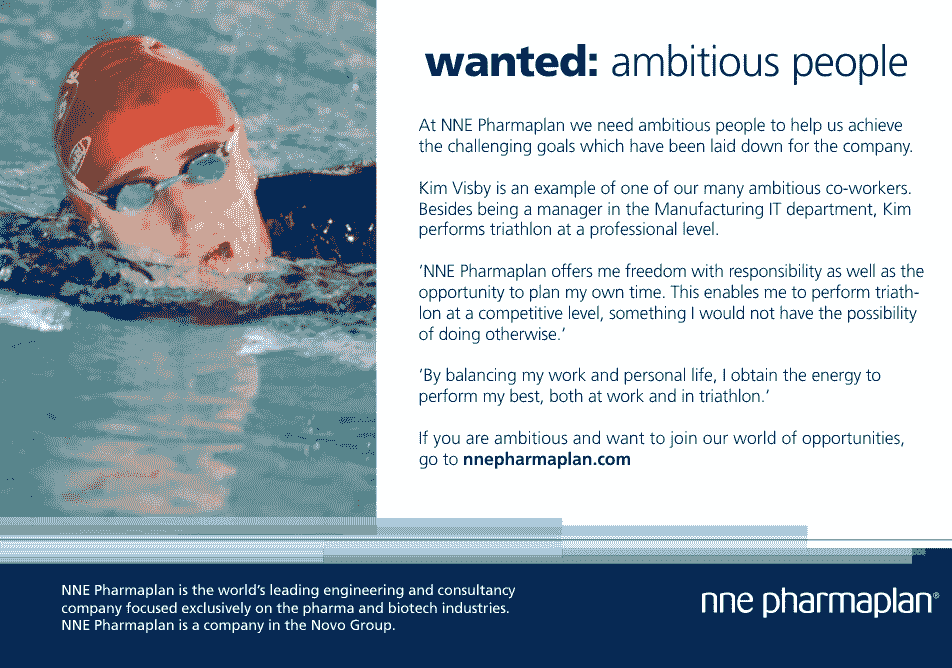 wanted: ambitious people
At NNE Pharmaplan we need ambitious people to help us achieve
the challenging goals which have been laid down for the company.
Kim Visby is an example of one of our many ambitious co-workers.
Besides being a manager in the Manufacturing IT department, Kim
performs triathlon at a professional level.
‘NNE Pharmaplan offers me freedom with responsibility as well as the
opportunity to plan my own time. This enables me to perform triath-
lon at a competitive level, something I would not have the possibility
of doing otherwise.’
‘By balancing my work and personal life, I obtain the energy to
perform my best, both at work and in triathlon.’
If you are ambitious and want to join our world of opportunities,
go to nnepharmaplan.com
NNE Pharmaplan is the world’s leading engineering and consultancy
company focused exclusively on the pharma and biotech industries.
NNE Pharmaplan is a company in the Novo Group.
nne pharmaplan®